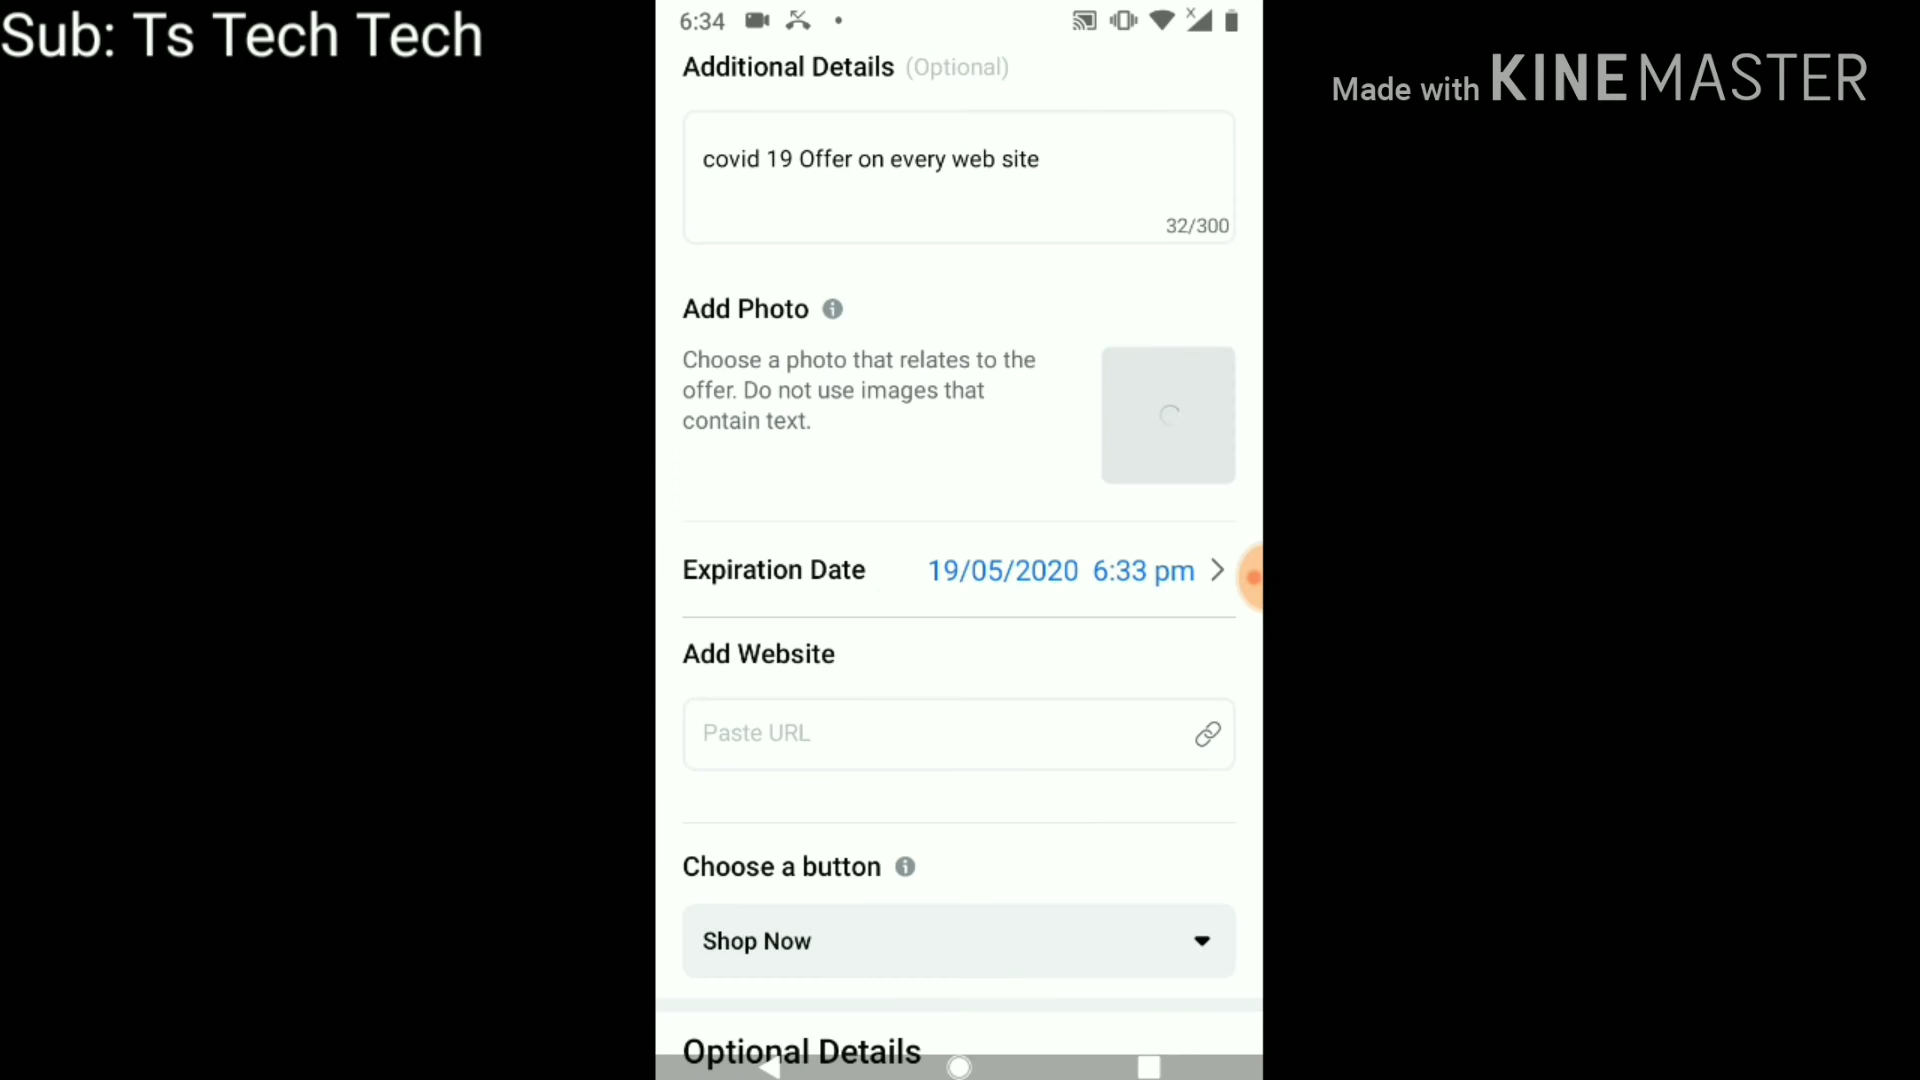 Sub: Ts Tech Tech
Made with KINEMASTER
6:34
Additional Details (Optional)
covid 19 Offer on every web site
32/300
Add Photo
Choose a photo that relates to the
offer. Do not use images that
contain text.
Expiration Date 19/05/2020 6:33 pm
Add Website
Paste URL
Choose a button
Shop Now
Optional Details